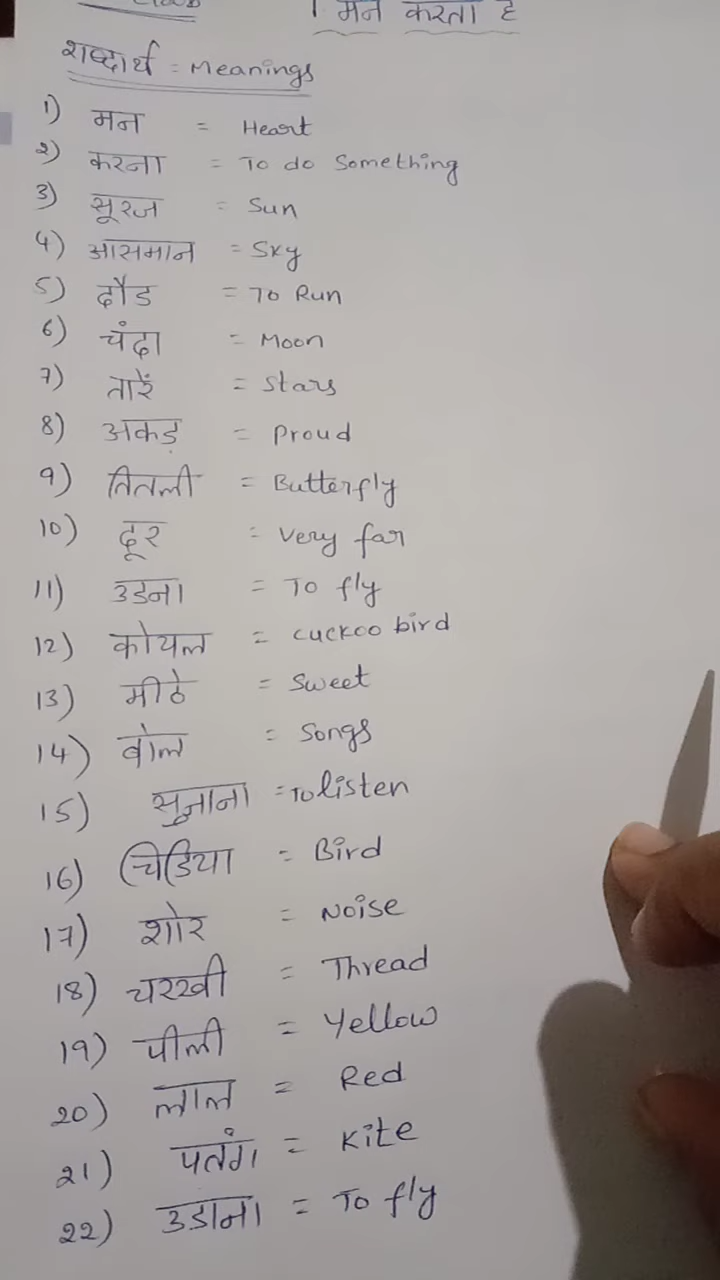 1 मन करता है
शब्दार्थ = Meanings
1) मन = Heart
2) करना = To do Something
3) सूरज = Sun
4) आसमान = Sky
5) दौड = To Run
6) चंदा = Moon
7) तारें = Stars
8) अकड़ = Proud
9) तितली = Butterfly
10) दूर = Very far
11) उडना = To fly
12) कोयल = cuckoo bird
13) मीठे = Sweet
14) बोल = Songs
15) सुनाना = To listen
16) चिडिया = Bird
17) शोर = Noise
18) चरखी = Thread
19) पीली = Yellow
20) लाल = Red
21) पतंग = Kite
22) उडाना = To fly